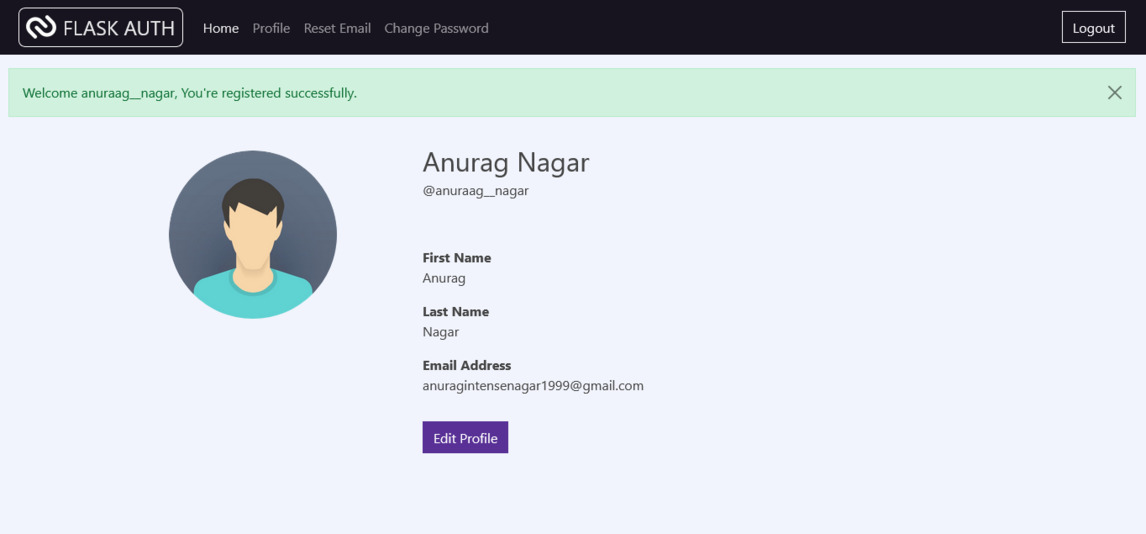 FLASK AUTH Home Profile Reset Email Change Password Logout
Welcome anuraag__nagar, You're registered successfully.
Anurag Nagar
@anuraag__nagar
First Name
Anurag
Last Name
Nagar
Email Address
anuragintensenagar1999@gmail.com
Edit Profile